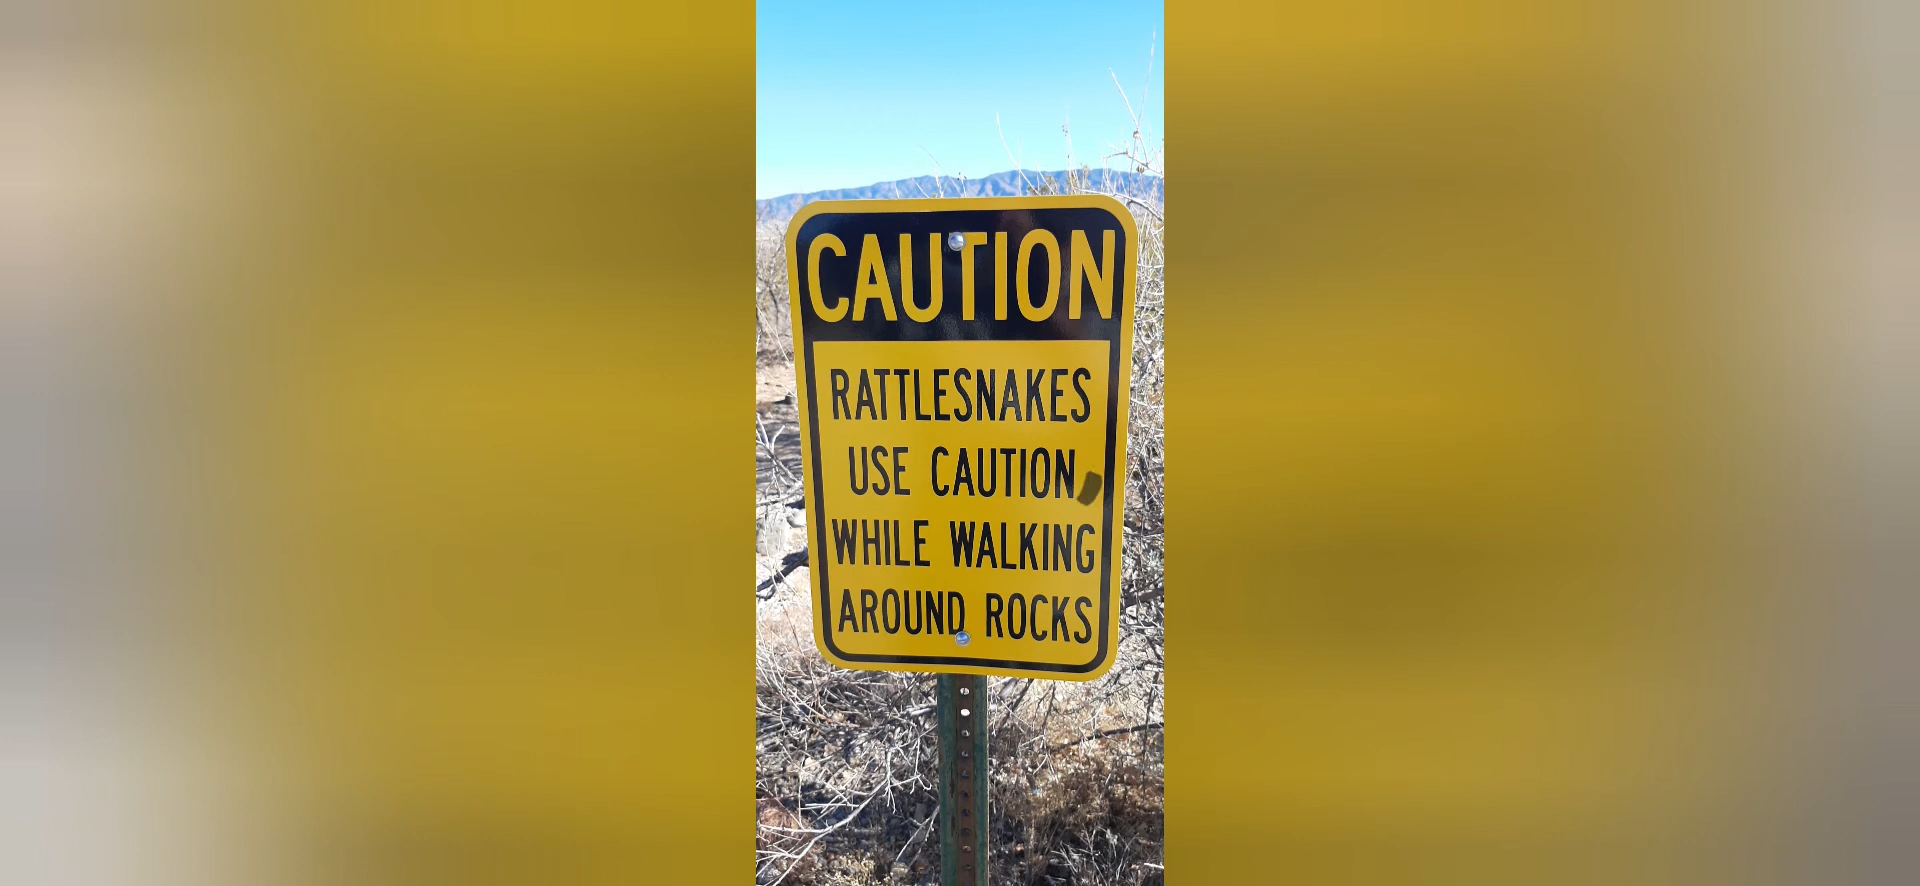 CAUTION
RATTLESNAKES
USE CAUTION
WHILE WALKING
AROUND ROCKS